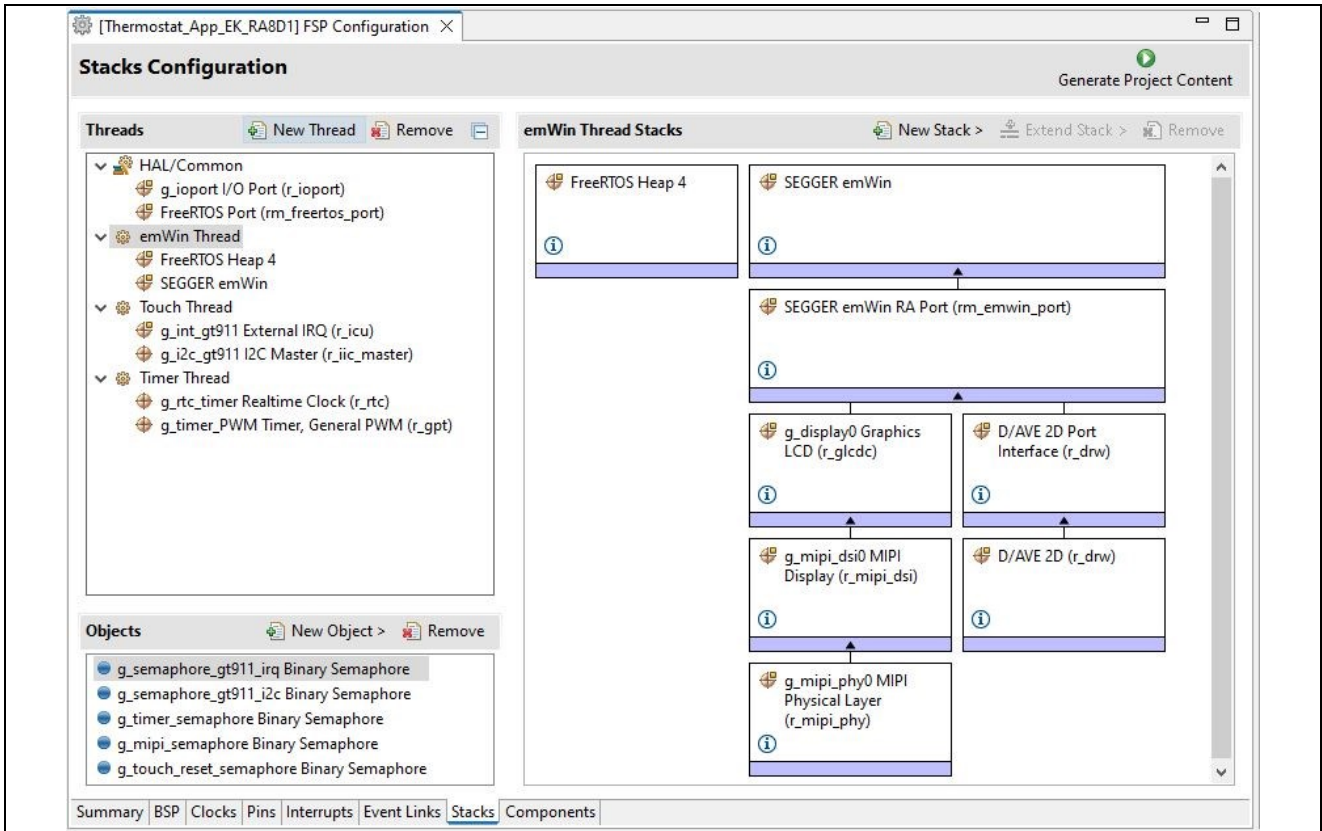 [Thermostat_App_EK_RA8D1] FSP Configuration
Stacks Configuration
Generate Project Content
Threads
New Thread
Remove
HAL/Common
g_ioport I/O Port (r_ioport)
FreeRTOS Port (rm_freertos_port)
emWin Thread
FreeRTOS Heap 4
SEGGER emWin
Touch Thread
g_int_gt911 External IRQ (r_icu)
g_i2c_gt911 I2C Master (r_iic_master)
Timer Thread
g_rtc_timer Realtime Clock (r_rtc)
g_timer_PWM Timer, General PWM (r_gpt)
Objects
New Object >
Remove
g_semaphore_gt911_irq Binary Semaphore
g_semaphore_gt911_i2c Binary Semaphore
g_timer_semaphore Binary Semaphore
g_mipi_semaphore Binary Semaphore
g_touch_reset_semaphore Binary Semaphore
emWin Thread Stacks
New Stack >
Extend Stack >
Remove
FreeRTOS Heap 4
SEGGER emWin
SEGGER emWin RA Port (rm_emwin_port)
g_display0 Graphics
LCD (r_glcdc)
D/AVE 2D Port
Interface (r_drw)
g_mipi_dsi0 MIPI
Display (r_mipi_dsi)
D/AVE 2D (r_drw)
g_mipi_phy0 MIPI
Physical Layer
(r_mipi_phy)
Summary BSP Clocks Pins Interrupts Event Links Stacks Components